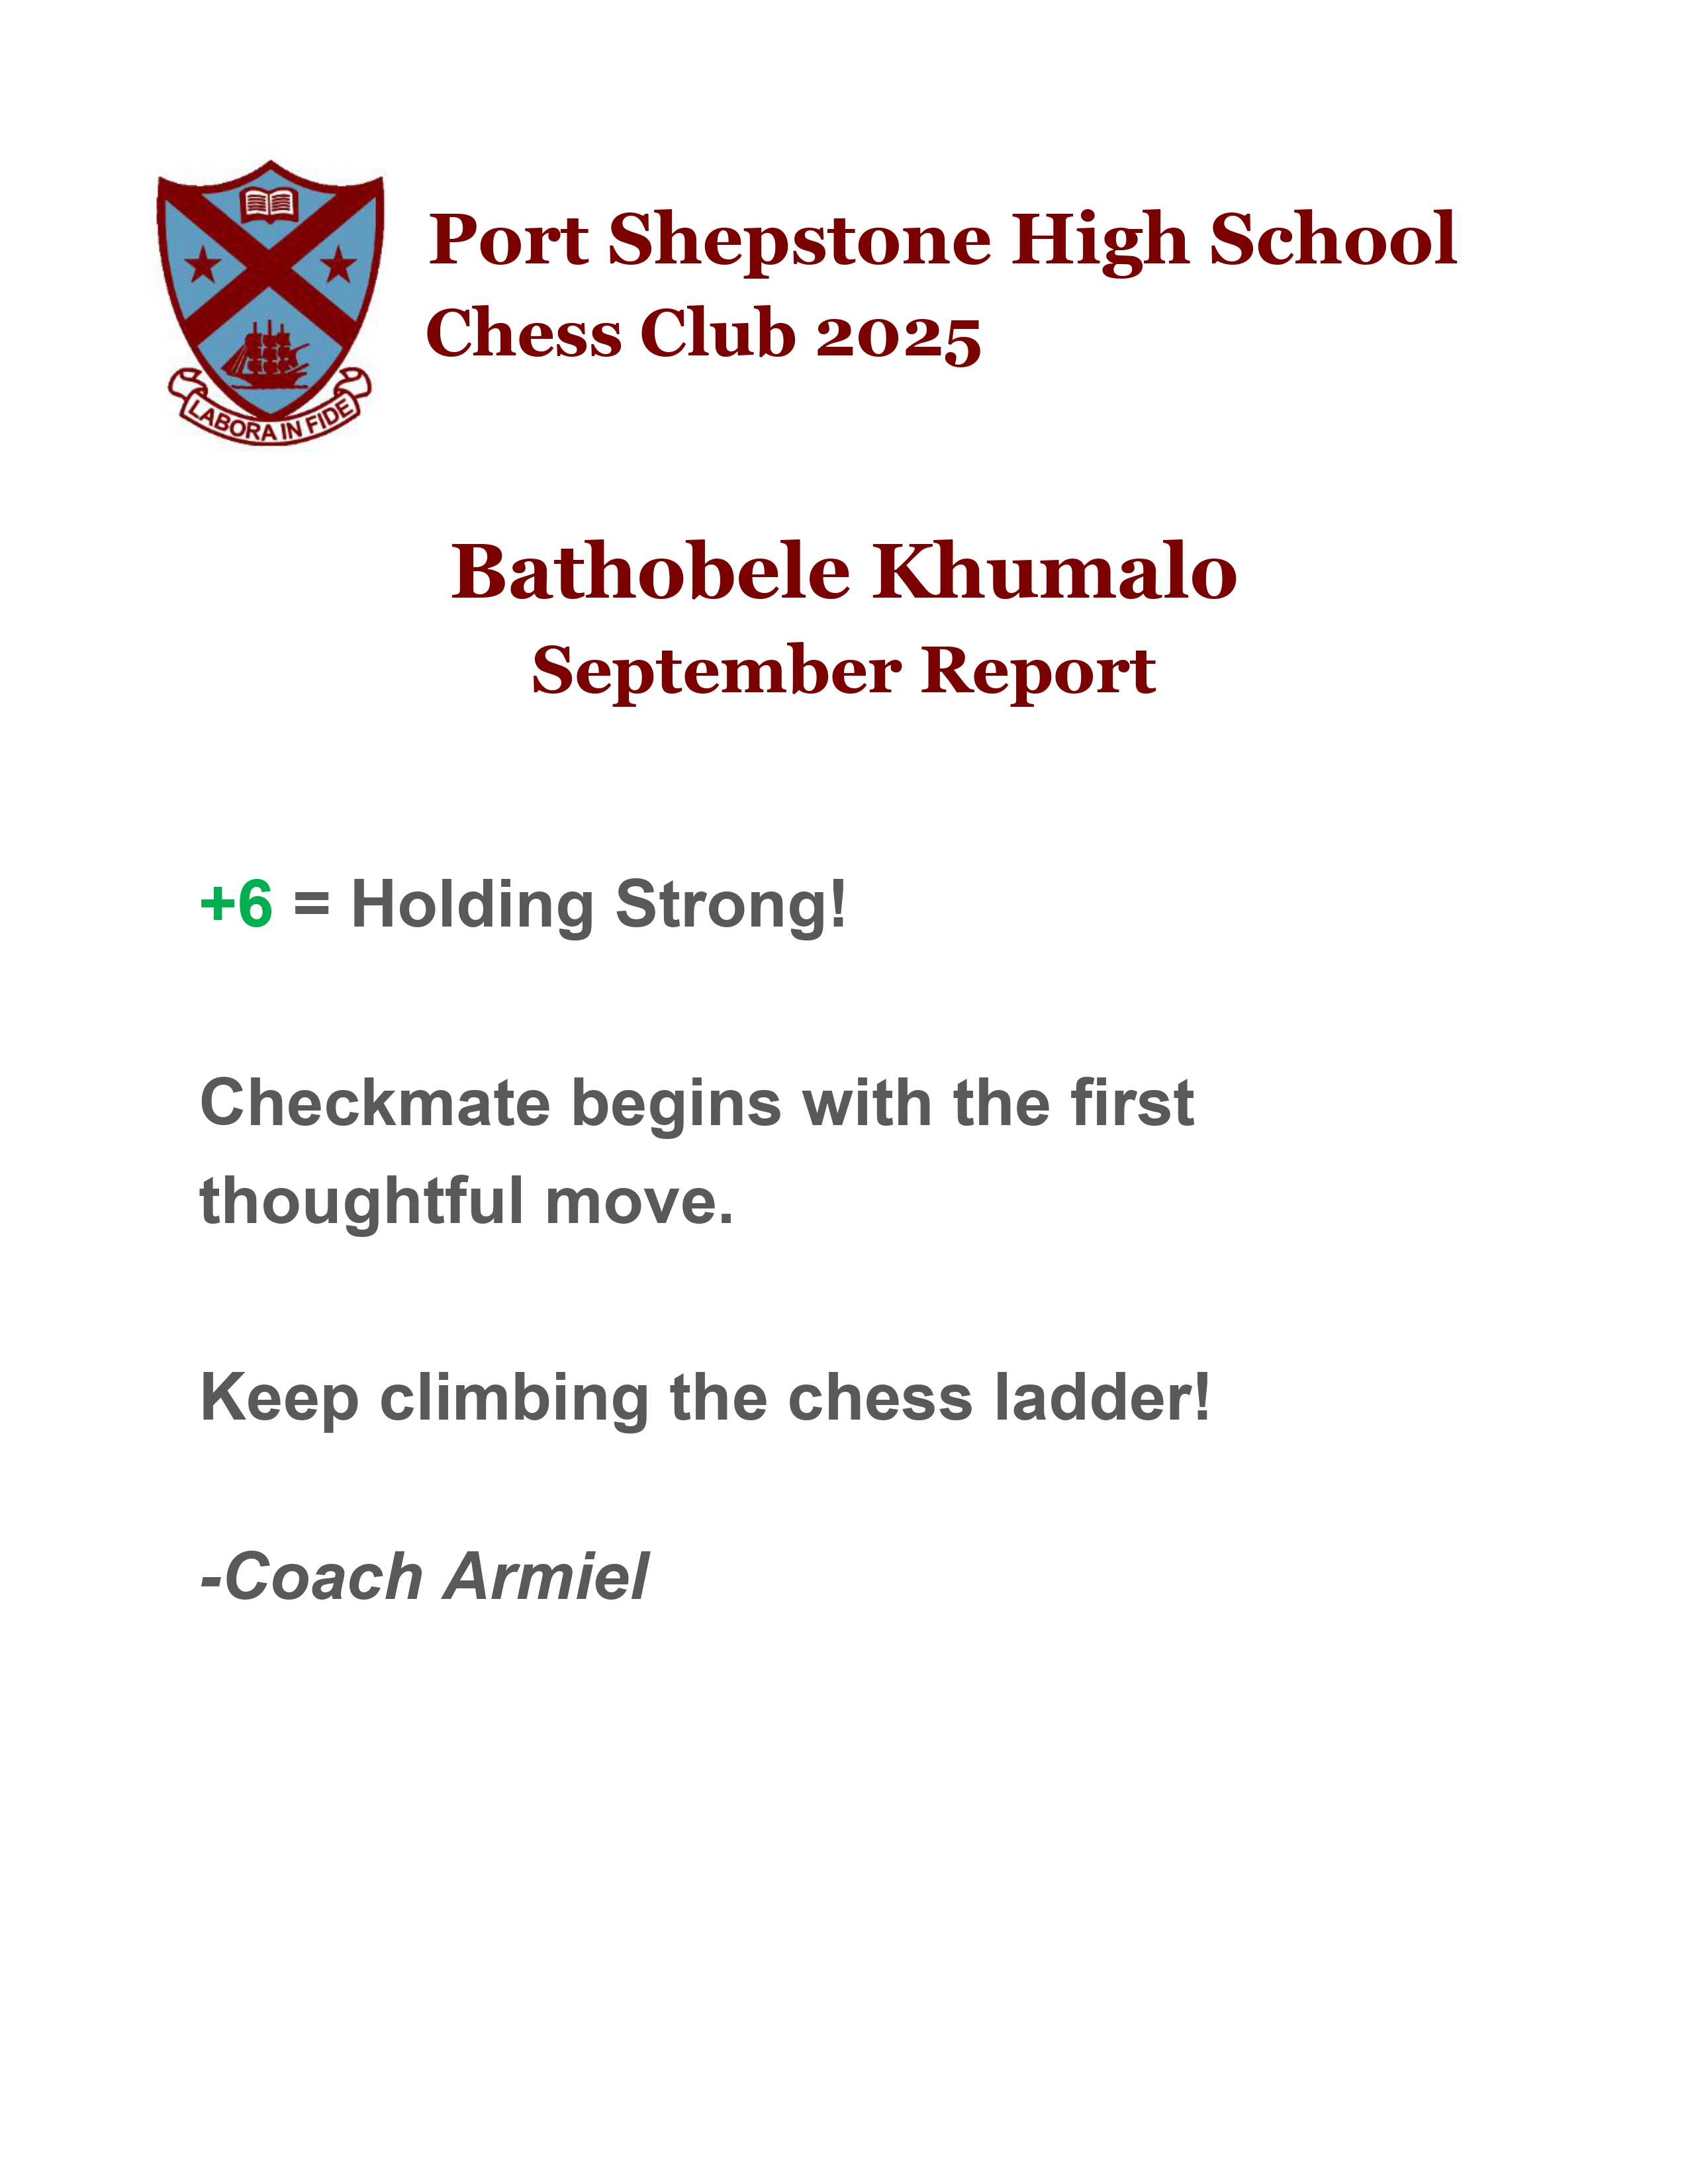 Port Shepstone High School
Chess Club 2025
LABORA IN FIDE
Bathobele Khumalo
September Report
+6 = Holding Strong!
Checkmate begins with the first
thoughtful move.
Keep climbing the chess ladder!
-Coach Armiel